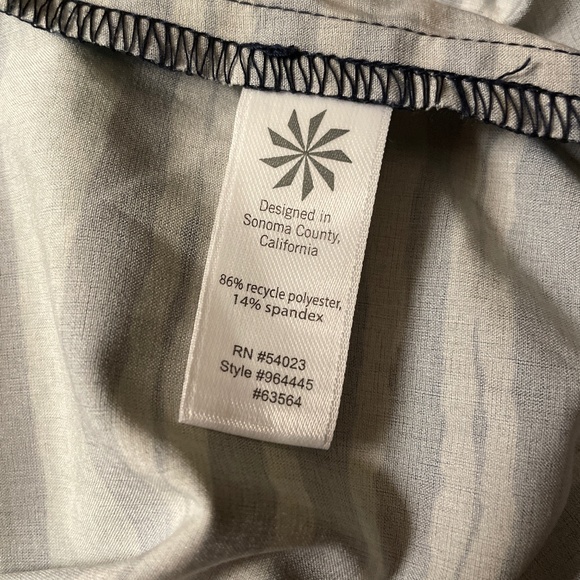 Designed in
Sonoma County,
California
86% recycle polyester,
14% spandex
RN #54023
Style #964445
#63564